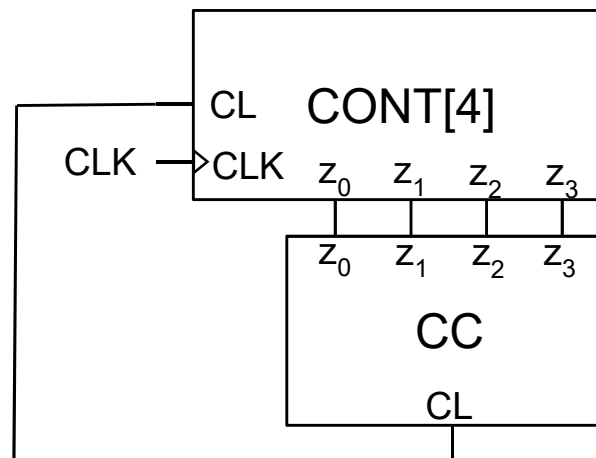 CL CONT[4]
CLK CLK
z₀ z₁ z₂ z₃
z₀ z₁ z₂ z₃
CC
CL